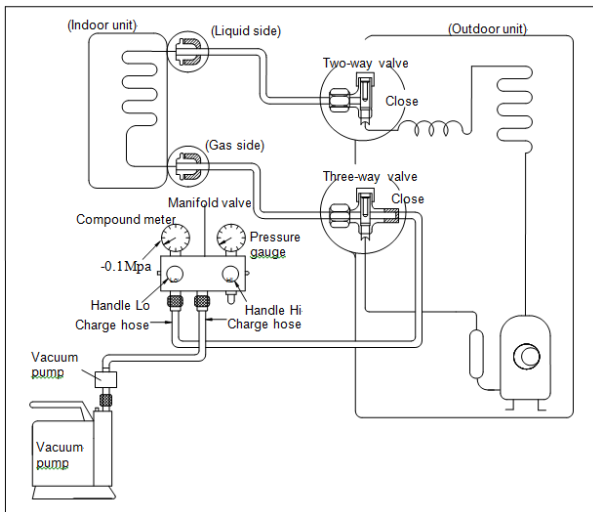 (Indoor unit)
(Liquid side)
(Outdoor unit)
Two-way valve
Close
(Gas side)
Three-way valve
Close
Manifold valve
Compound meter
Pressure
gauge
-0.1Mpa
Handle Lo
Handle Hi
Charge hose
Charge hose
Vacuum
pump
Vacuum
pump